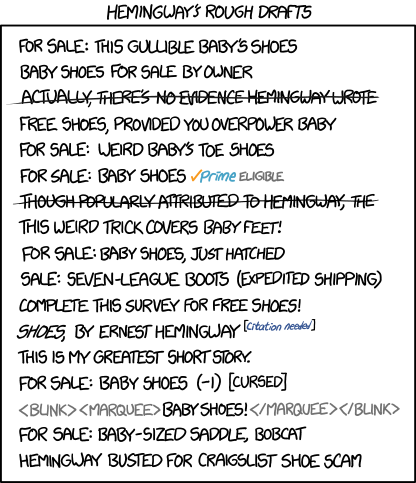 HEMINGWAY'S ROUGH DRAFTS
FOR SALE: THIS GULLIBLE BABY'S SHOES
BABY SHOES FOR SALE BY OWNER
ACTUALLY, THERE'S NO EVIDENCE HEMINGWAY WROTE
FREE SHOES, PROVIDED YOU OVERPOWER BABY
FOR SALE: WEIRD BABY'S TOE SHOES
FOR SALE: BABY SHOES ✓Prime ELIGIBLE
THOUGH POPULARLY ATTRIBUTED TO HEMINGWAY, THE
THIS WEIRD TRICK COVERS BABY FEET!
FOR SALE: BABY SHOES, JUST HATCHED
SALE: SEVEN-LEAGUE BOOTS (EXPEDITED SHIPPING)
COMPLETE THIS SURVEY FOR FREE SHOES!
SHOES, BY ERNEST HEMINGWAY [Citation needed]
THIS IS MY GREATEST SHORT STORY.
FOR SALE: BABY SHOES (-1) [CURSED]
<BLINK><MARQUEE>BABY SHOES!</MARQUEE></BLINK>
FOR SALE: BABY-SIZED SADDLE, BOBCAT
HEMINGWAY BUSTED FOR CRAIGSLIST SHOE SCAM